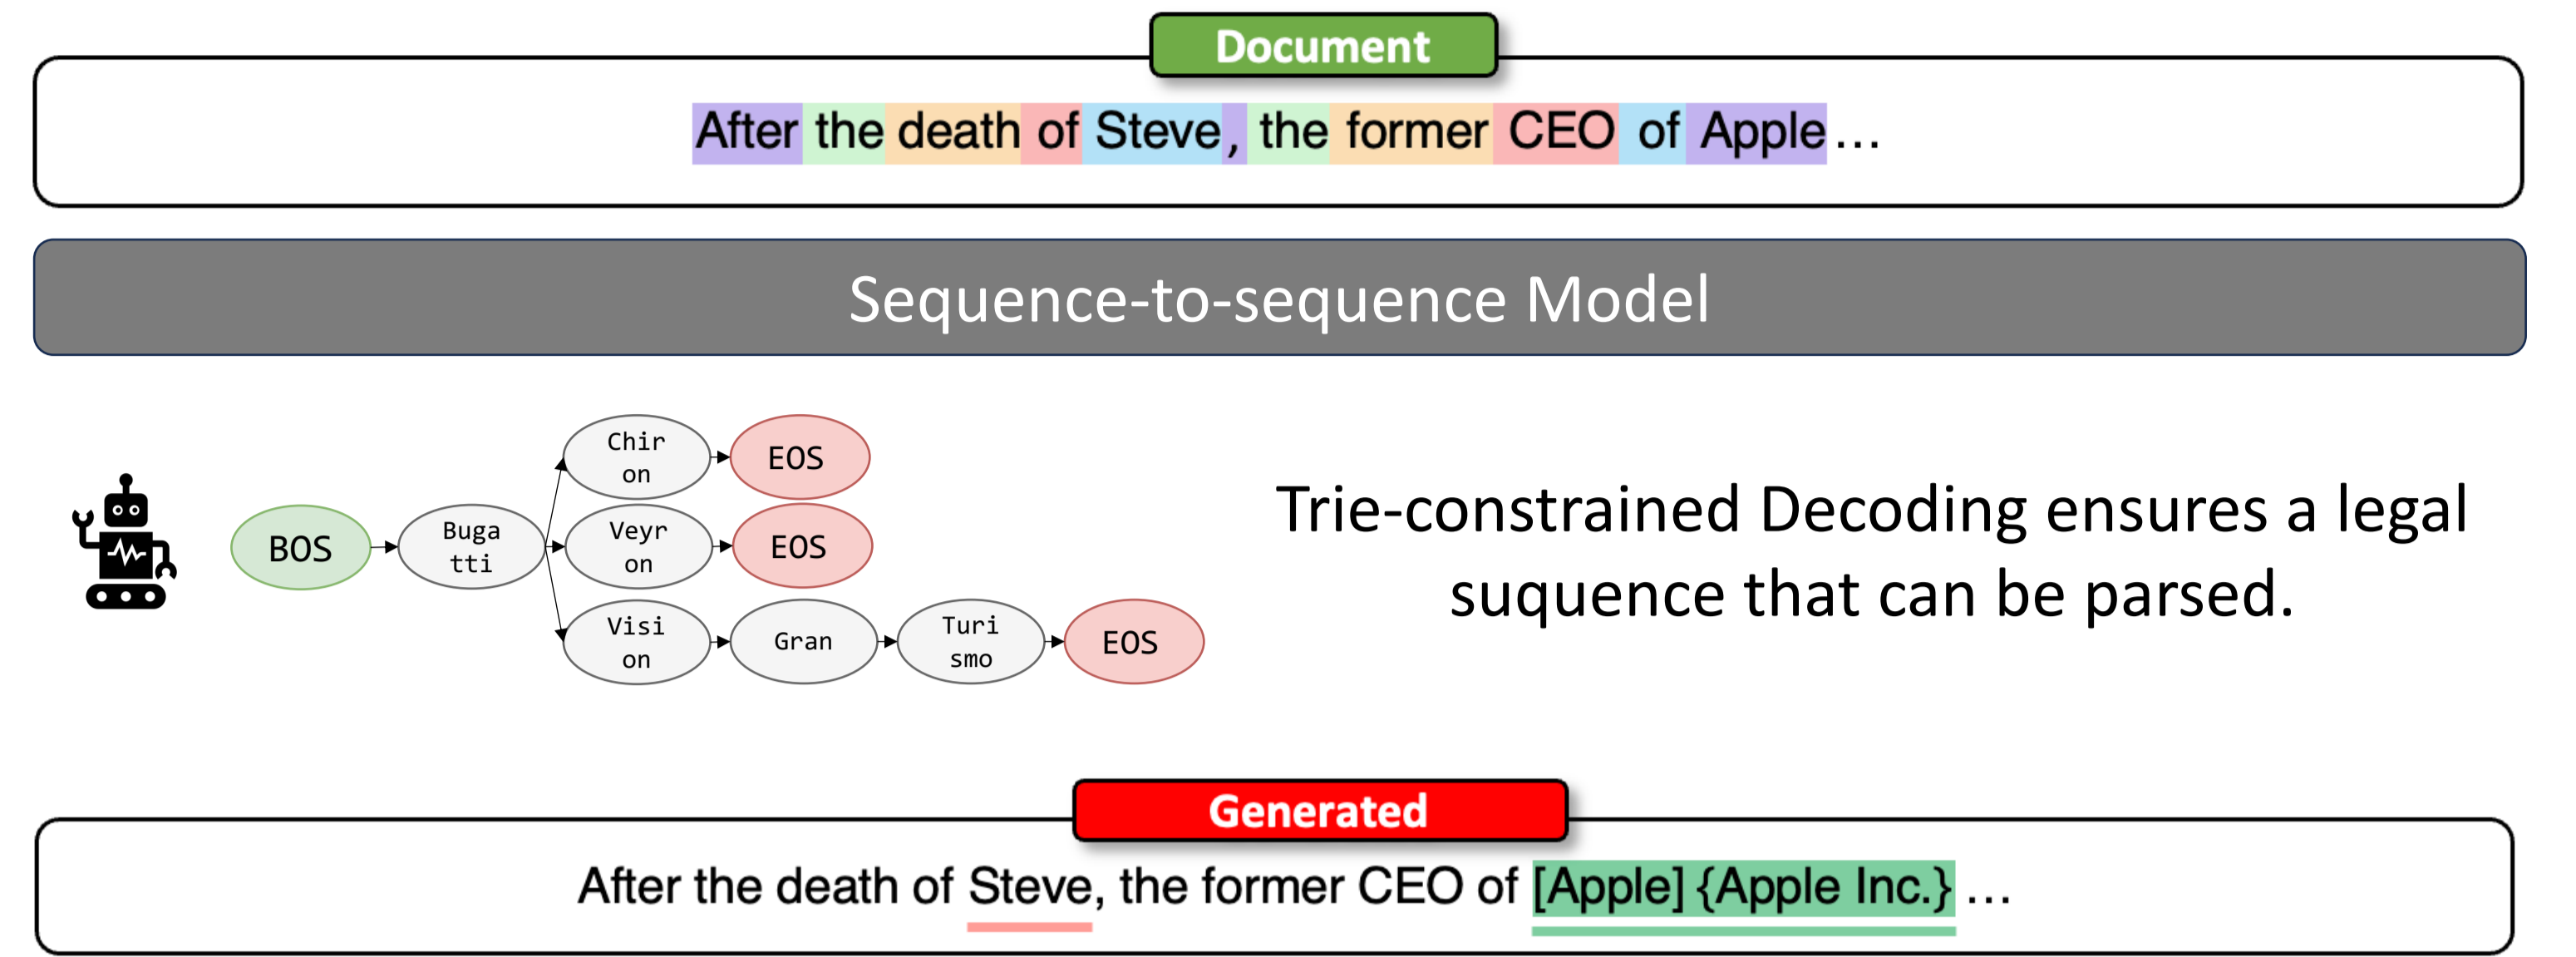 Document
After the death of Steve, the former CEO of Apple ...
Sequence-to-sequence Model
Chir
on
EOS
BOS
Buga
tti
Veyr
on
EOS
Visi
on
Gran
Turi
smo
EOS
Trie-constrained Decoding ensures a legal
suquence that can be parsed.
Generated
After the death of Steve, the former CEO of [Apple] {Apple Inc.} ...